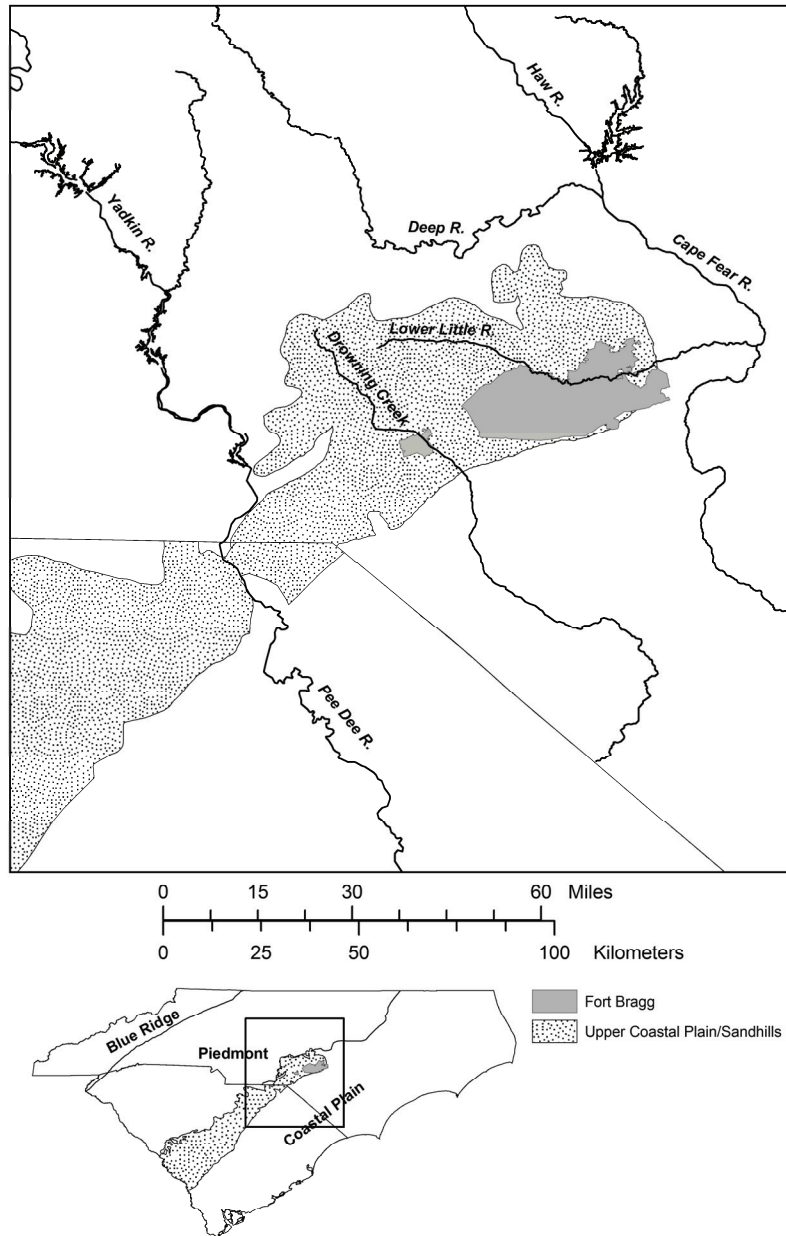 Haw R.
Yadkin R.
Deep R.
Cape Fear R.
Lower Little R.
Drowning Creek
Pee Dee R.
0 15 30 60 Miles
0 25 50 100 Kilometers
Fort Bragg
Upper Coastal Plain/Sandhills
Blue Ridge
Piedmont
Coastal Plain